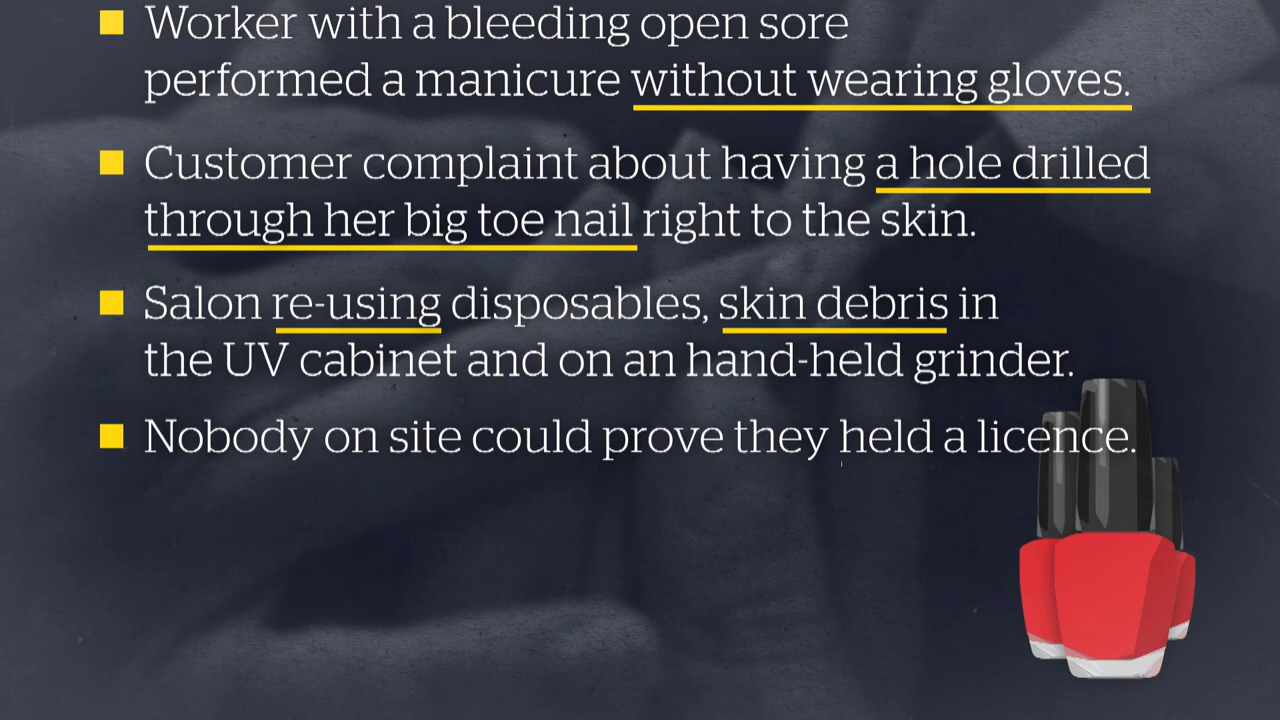 Worker with a bleeding open sore
performed a manicure without wearing gloves.
Customer complaint about having a hole drilled
through her big toe nail right to the skin.
Salon re-using disposables, skin debris in
the UV cabinet and on an hand-held grinder.
Nobody on site could prove they held a licence.